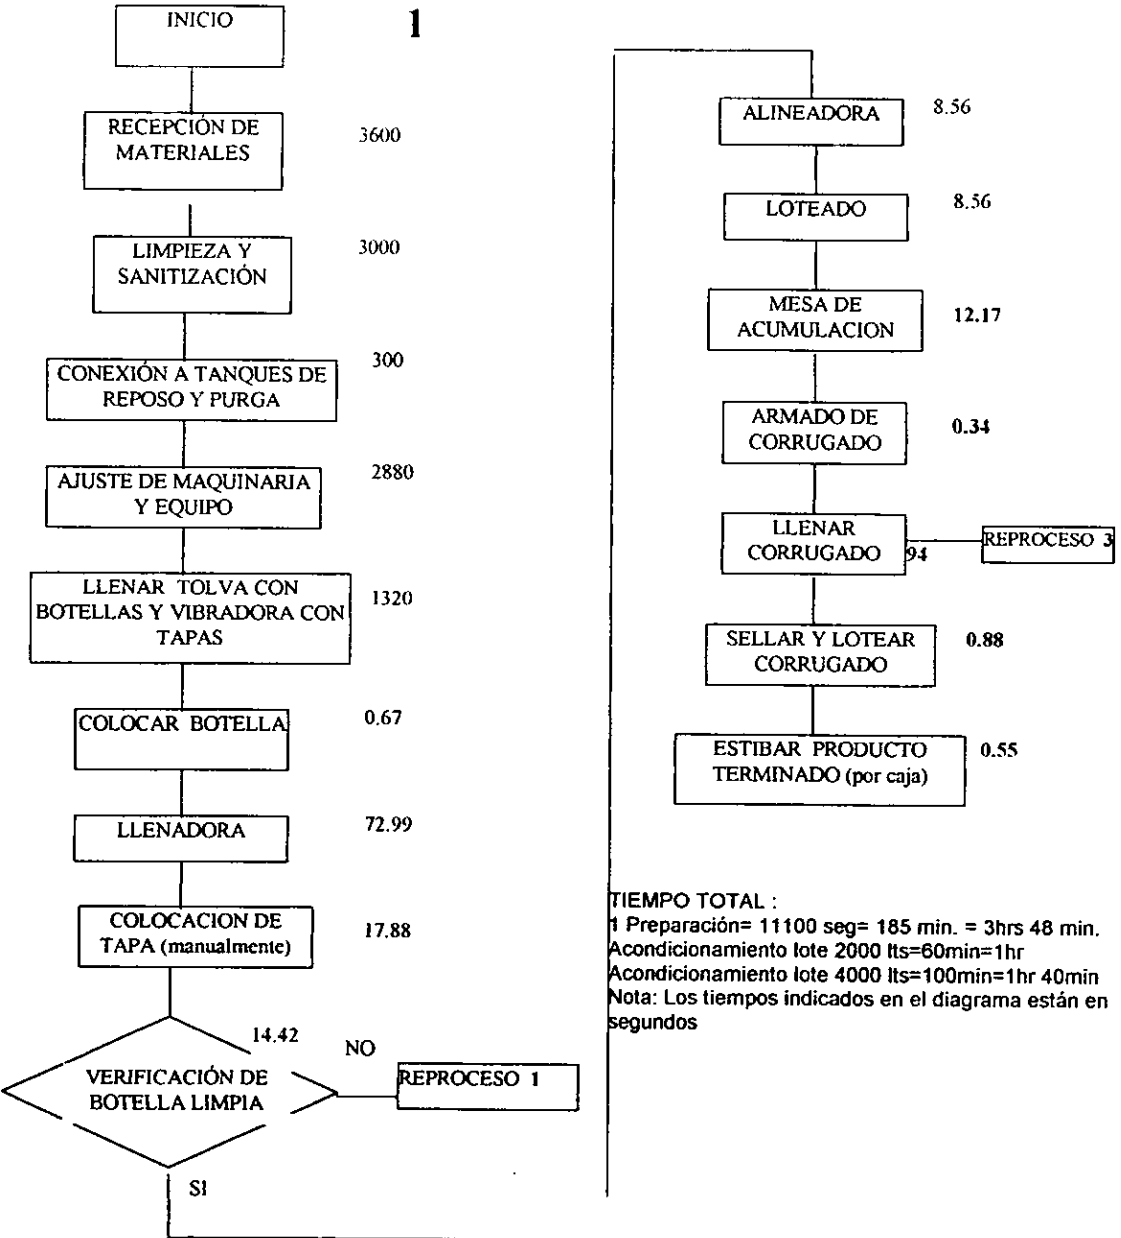 1
INICIO
RECEPCIÓN DE
MATERIALES
3600
LIMPIEZA Y
SANITIZACIÓN
3000
CONEXIÓN A TANQUES DE
REPOSO Y PURGA
300
AJUSTE DE MAQUINARIA
Y EQUIPO
2880
LLENAR TOLVA CON
BOTELLAS Y VIBRADORA CON
TAPAS
1320
COLOCAR BOTELLA
0.67
LLENADORA
72.99
COLOCACION DE
TAPA (manualmente)
17.88
14.42
VERIFICACIÓN DE
BOTELLA LIMPIA
NO
REPROCESO 1
SI
ALINEADORA
8.56
LOTEADO
8.56
MESA DE
ACUMULACION
12.17
ARMADO DE
CORRUGADO
0.34
LLENAR
CORRUGADO
94
REPROCESO 3
SELLAR Y LOTEAR
CORRUGADO
0.88
ESTIBAR PRODUCTO
TERMINADO (por caja)
0.55
TIEMPO TOTAL :
1 Preparación= 11100 seg= 185 min. = 3hrs 48 min.
Acondicionamiento lote 2000 lts=60min=1hr
Acondicionamiento lote 4000 lts=100min=1hr 40min
Nota: Los tiempos indicados en el diagrama están en
segundos